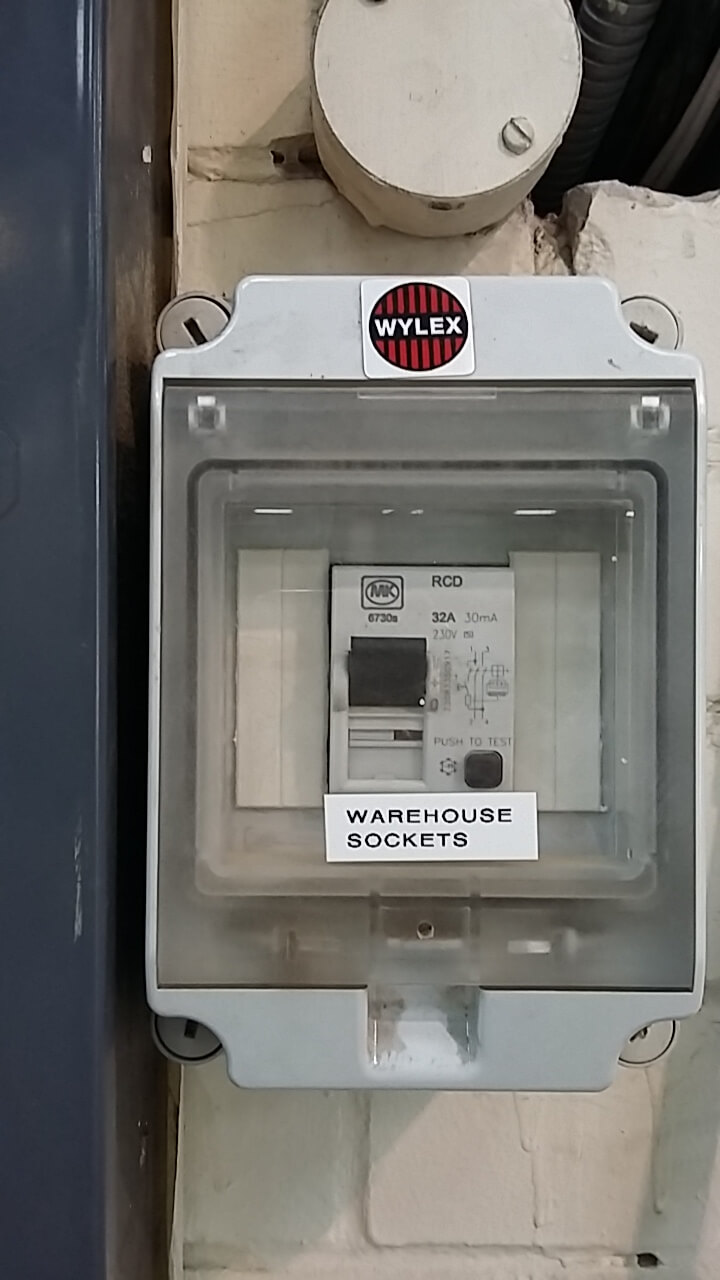 WYLEX
MK
RCD
6730s
32A 30mA
230V
PUSH TO TEST
WAREHOUSE
SOCKETS